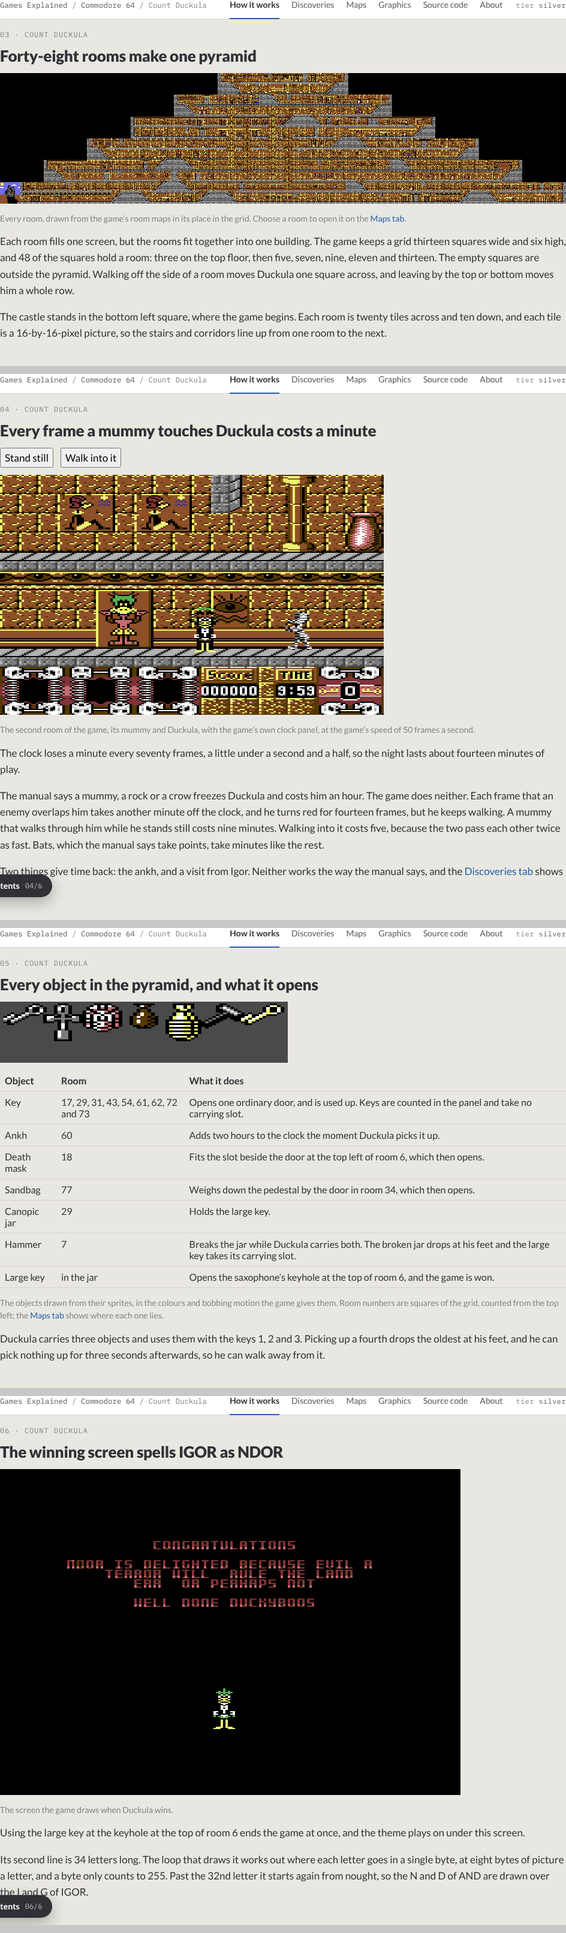 Games Explained / Commodore 64 / Count Duckula How it works Discoveries Maps Graphics Source code About tier silver
03 · COUNT DUCKULA
Forty-eight rooms make one pyramid
Every room, drawn from the game's room maps in its place in the grid. Choose a room to open it on the Maps tab.
Each room fills one screen, but the rooms fit together into one building. The game keeps a grid thirteen squares wide and six high,
and 48 of the squares hold a room: three on the top floor, then five, seven, nine, eleven and thirteen. The empty squares are
outside the pyramid. Walking off the side of a room moves Duckula one square across, and leaving by the top or bottom moves
him a whole row.
The castle stands in the bottom left square, where the game begins. Each room is twenty tiles across and ten down, and each tile
is a 16-by-16-pixel picture, so the stairs and corridors line up from one room to the next.
Games Explained / Commodore 64 / Count Duckula How it works Discoveries Maps Graphics Source code About tier silver
04 · COUNT DUCKULA
Every frame a mummy touches Duckula costs a minute
Stand still Walk into it
Score TIME
000000 9:59 0
The second room of the game, its mummy and Duckula, with the game's own clock panel, at the game's speed of 50 frames a second.
The clock loses a minute every seventy frames, a little under a second and a half, so the night lasts about fourteen minutes of
play.
The manual says a mummy, a rock or a crow freezes Duckula and costs him an hour. The game does neither. Each frame that an
enemy overlaps him takes another minute off the clock, and he turns red for fourteen frames, but he keeps walking. A mummy
that walks through him while he stands still costs nine minutes. Walking into it costs five, because the two pass each other twice
as fast. Bats, which the manual says take points, take minutes like the rest.
Two things give time back: the ankh, and a visit from Igor. Neither works the way the manual says, and the Discoveries tab shows
tents 04/6
Games Explained / Commodore 64 / Count Duckula How it works Discoveries Maps Graphics Source code About tier silver
05 · COUNT DUCKULA
Every object in the pyramid, and what it opens
Object Room What it does
Key 17, 29, 31, 43, 54, 61, 62, 72 Opens one ordinary door, and is used up. Keys are counted in the panel and take no
and 73 carrying slot.
Ankh 60 Adds two hours to the clock the moment Duckula picks it up.
Death 18 Fits the slot beside the door at the top left of room 6, which then opens.
mask
Sandbag 77 Weighs down the pedestal by the door in room 34, which then opens.
Canopic 29 Holds the large key.
jar
Hammer 7 Breaks the jar while Duckula carries both. The broken jar drops at his feet and the large
key takes its carrying slot.
Large key in the jar Opens the saxophone's keyhole at the top of room 6, and the game is won.
The objects drawn from their sprites, in the colours and bobbing motion the game gives them. Room numbers are squares of the grid, counted from the top
left; the Maps tab shows where each one lies.
Duckula carries three objects and uses them with the keys 1, 2 and 3. Picking up a fourth drops the oldest at his feet, and he can
pick nothing up for three seconds afterwards, so he can walk away from it.
Games Explained / Commodore 64 / Count Duckula How it works Discoveries Maps Graphics Source code About tier silver
06 · COUNT DUCKULA
The winning screen spells IGOR as NDOR
CONGRATULATIONS
NDOR IS DELIGHTED BECAUSE EVIL A
TERROR WILL RULE THE LAND
ERR OR PERHAPS NOT
WELL DONE DUCKYBOOS
The screen the game draws when Duckula wins.
Using the large key at the keyhole at the top of room 6 ends the game at once, and the theme plays on under this screen.
Its second line is 34 letters long. The loop that draws it works out where each letter goes in a single byte, at eight bytes of picture
a letter, and a byte only counts to 255. Past the 32nd letter it starts again from nought, so the N and D of AND are drawn over
the I and G of IGOR.
tents 06/6